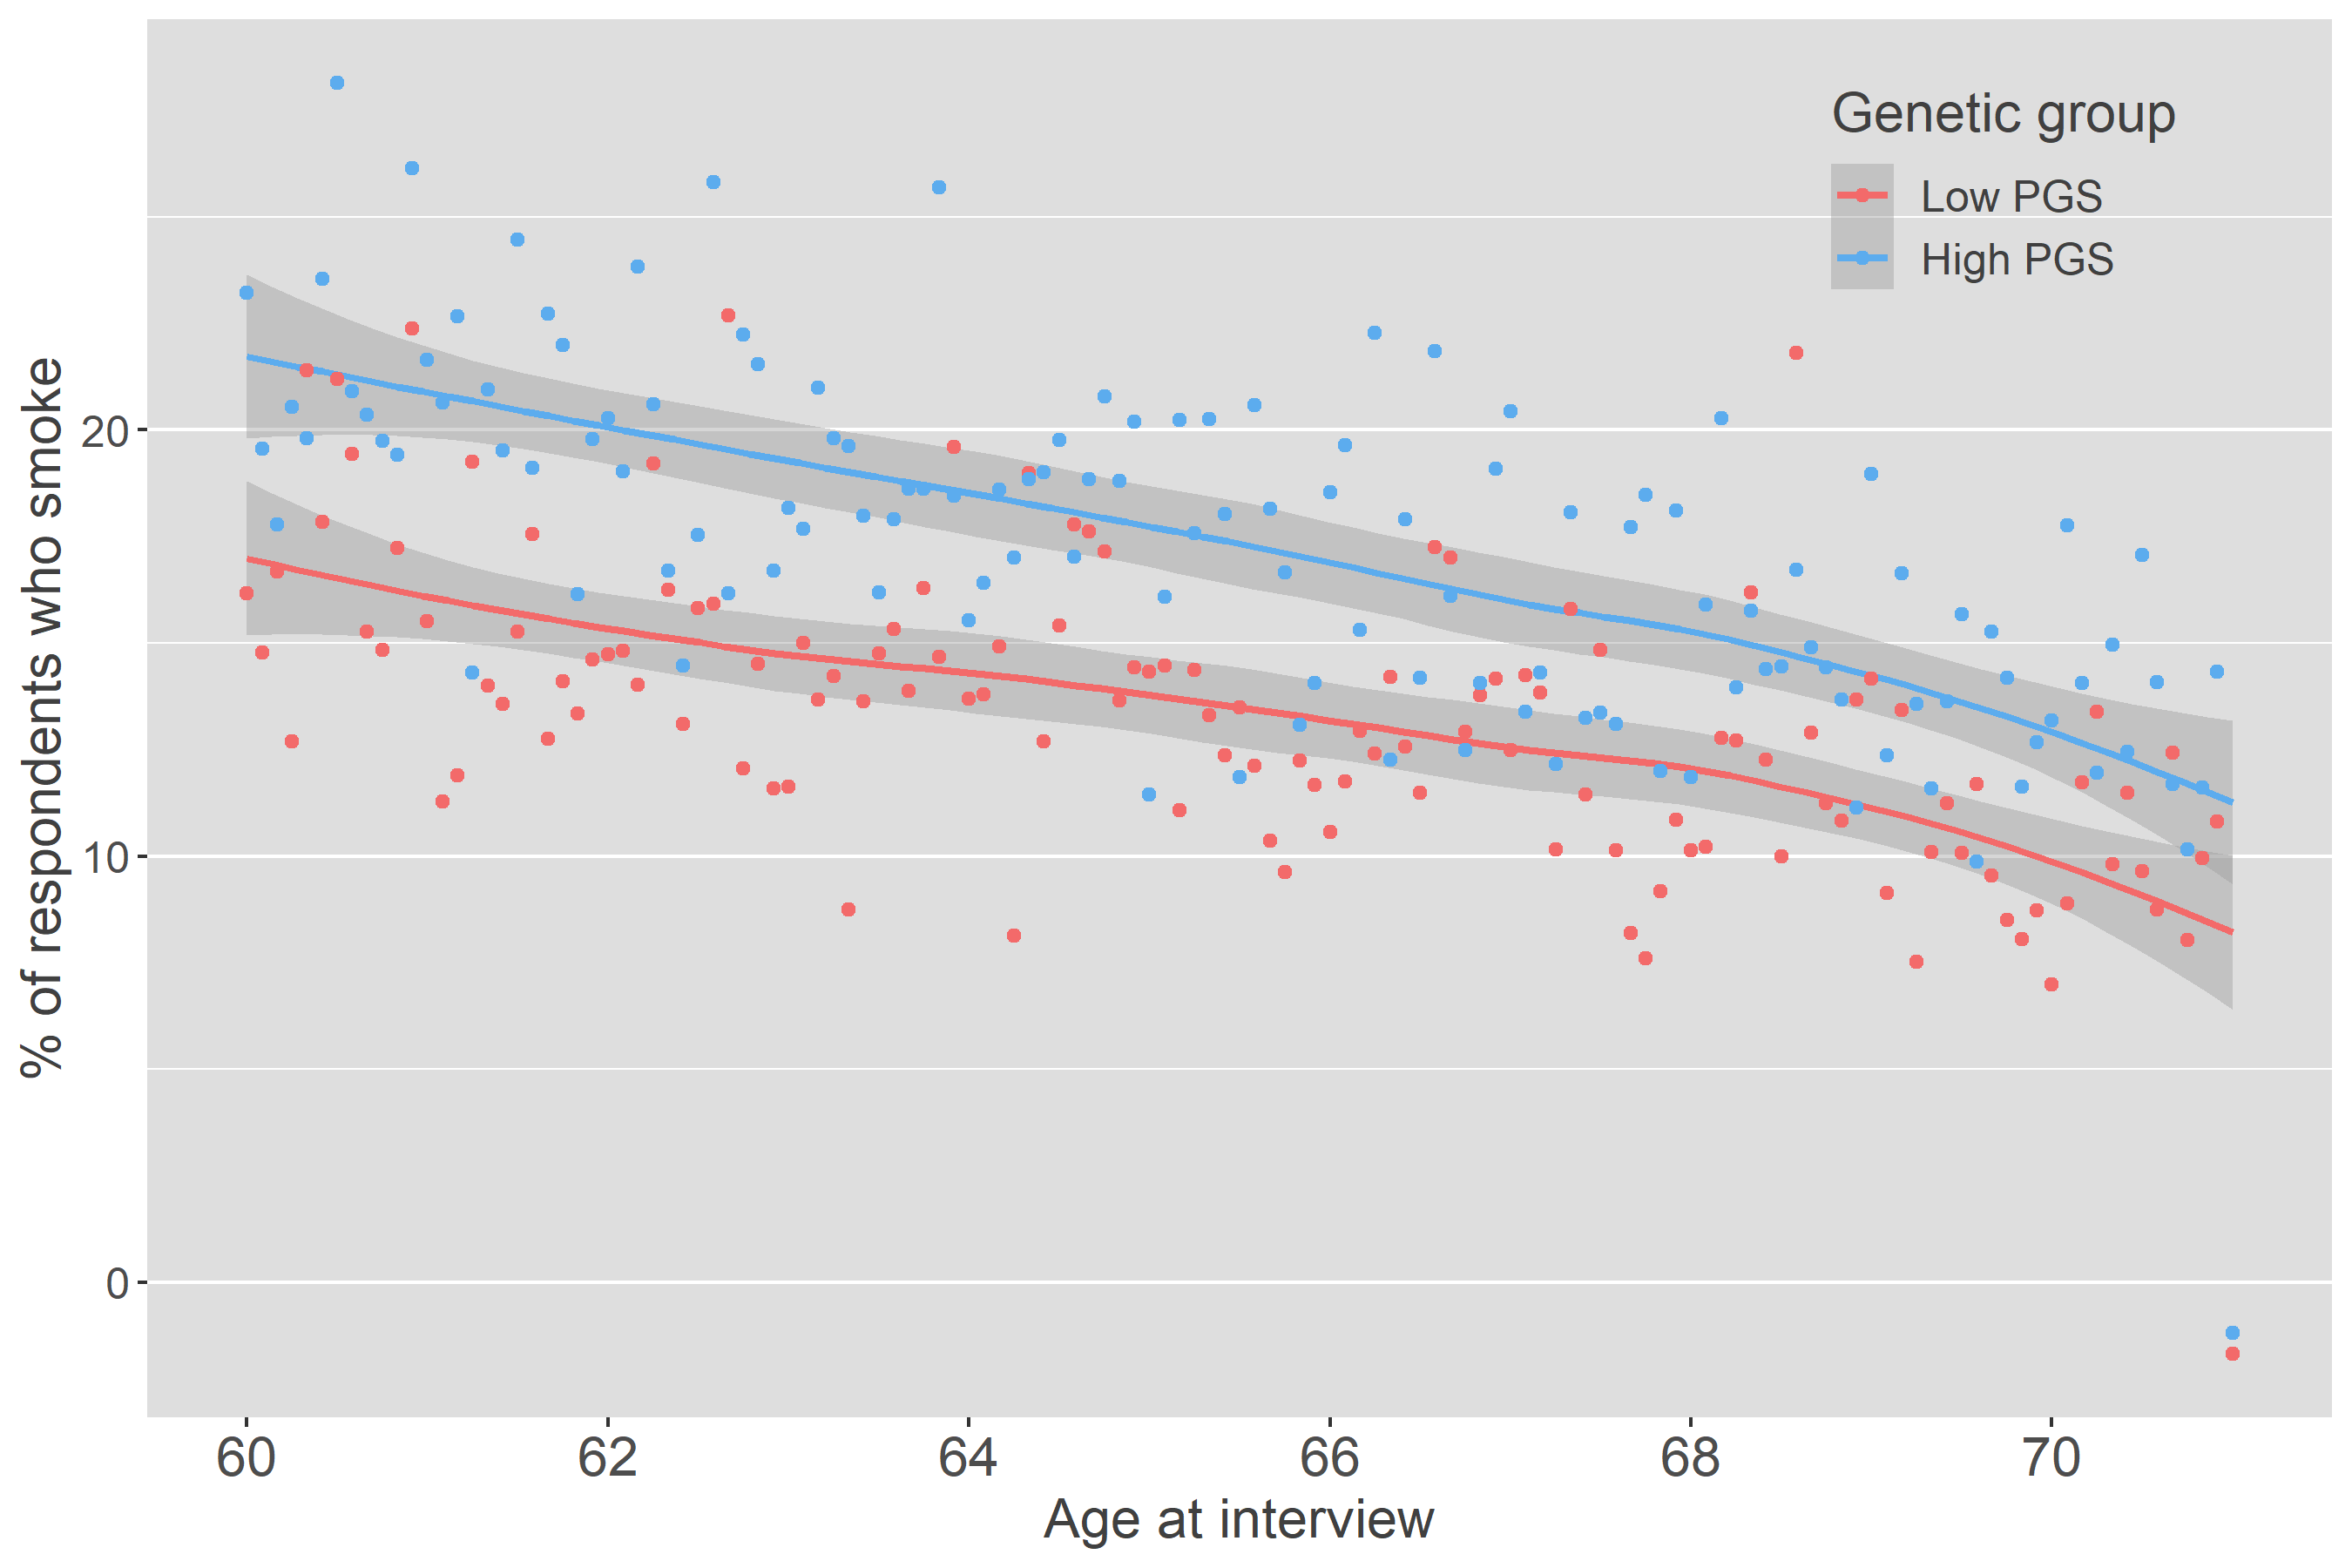 Genetic group
Low PGS
High PGS
% of respondents who smoke
20
10
0
60 62 64 66 68 70
Age at interview